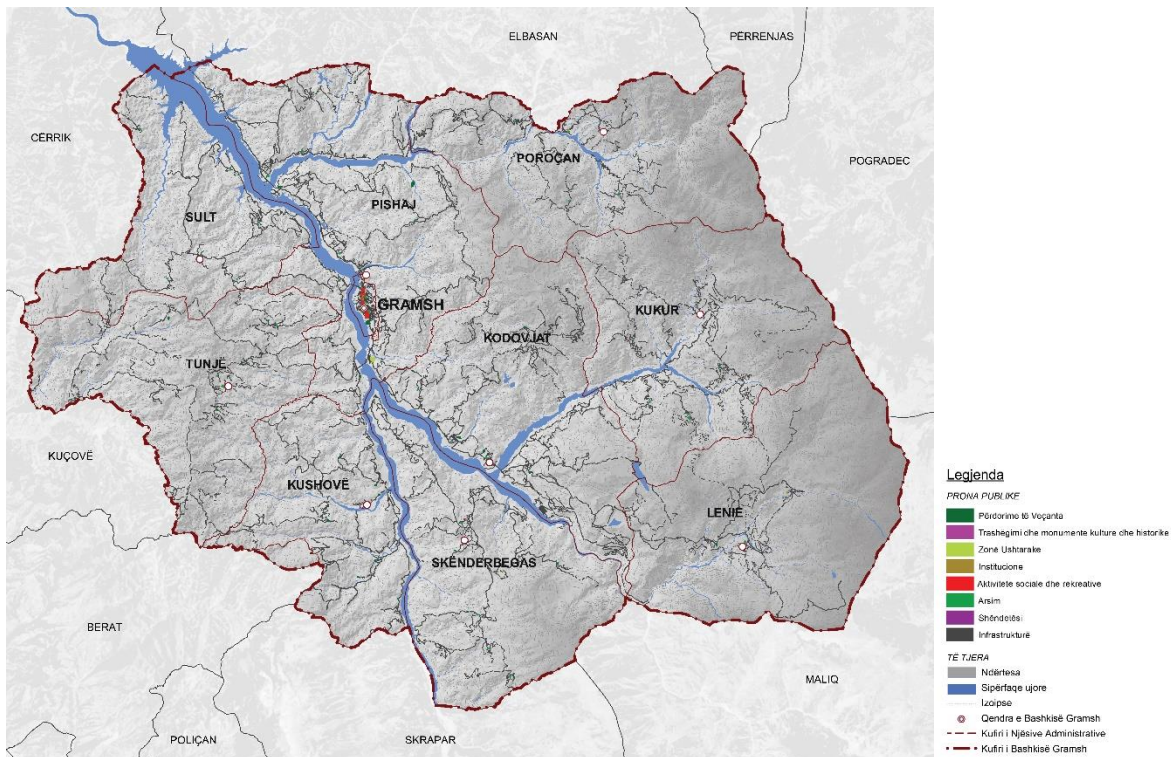 ELBASAN
PËRRENJAS
CËRRIK
POROÇAN
POGRADEC
PISHAJ
SULT
GRAMSH
KUKUR
KODOVJAT
TUNJË
KUÇOVË
KUSHOVË
LENIE
SKËNDERBEGAS
BERAT
MALIQ
POLIÇAN
SKRAPAR
Legjenda
PRONA PUBLIKE
Përdorime të Veçanta
Trashegimi dhe monumente kulture dhe historike
Zonë Ushtarake
Institucione
Aktivitete sociale dhe rekreative
Arsim
Shëndetësi
Infrastrukturë
TË TJERA
Ndërtesa
Sipërfaqe ujore
Izoipse
Qendra e Bashkisë Gramsh
Kufiri i Njësive Administrative
Kufiri i Bashkisë Gramsh